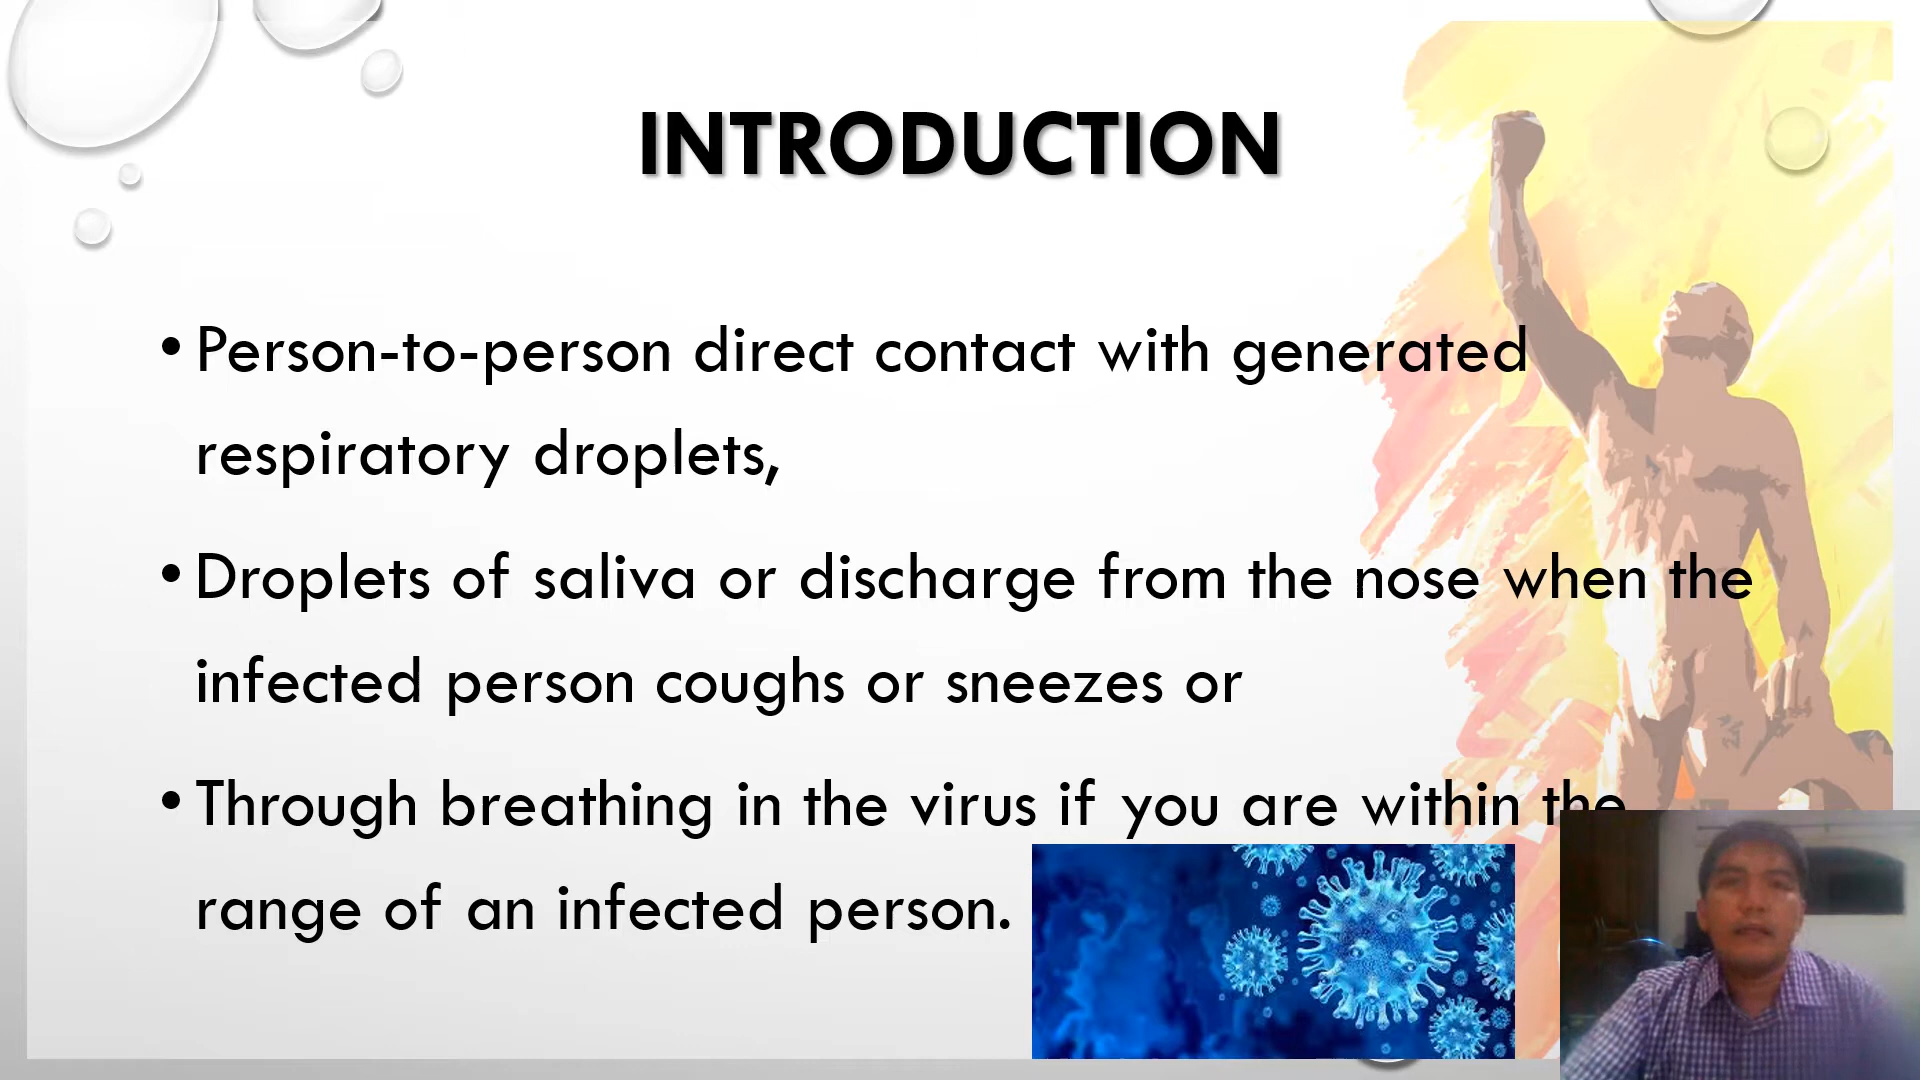 INTRODUCTION
• Person-to-person direct contact with generated
respiratory droplets,
• Droplets of saliva or discharge from the nose when the
infected person coughs or sneezes or
• Through breathing in the virus if you are within the
range of an infected person.